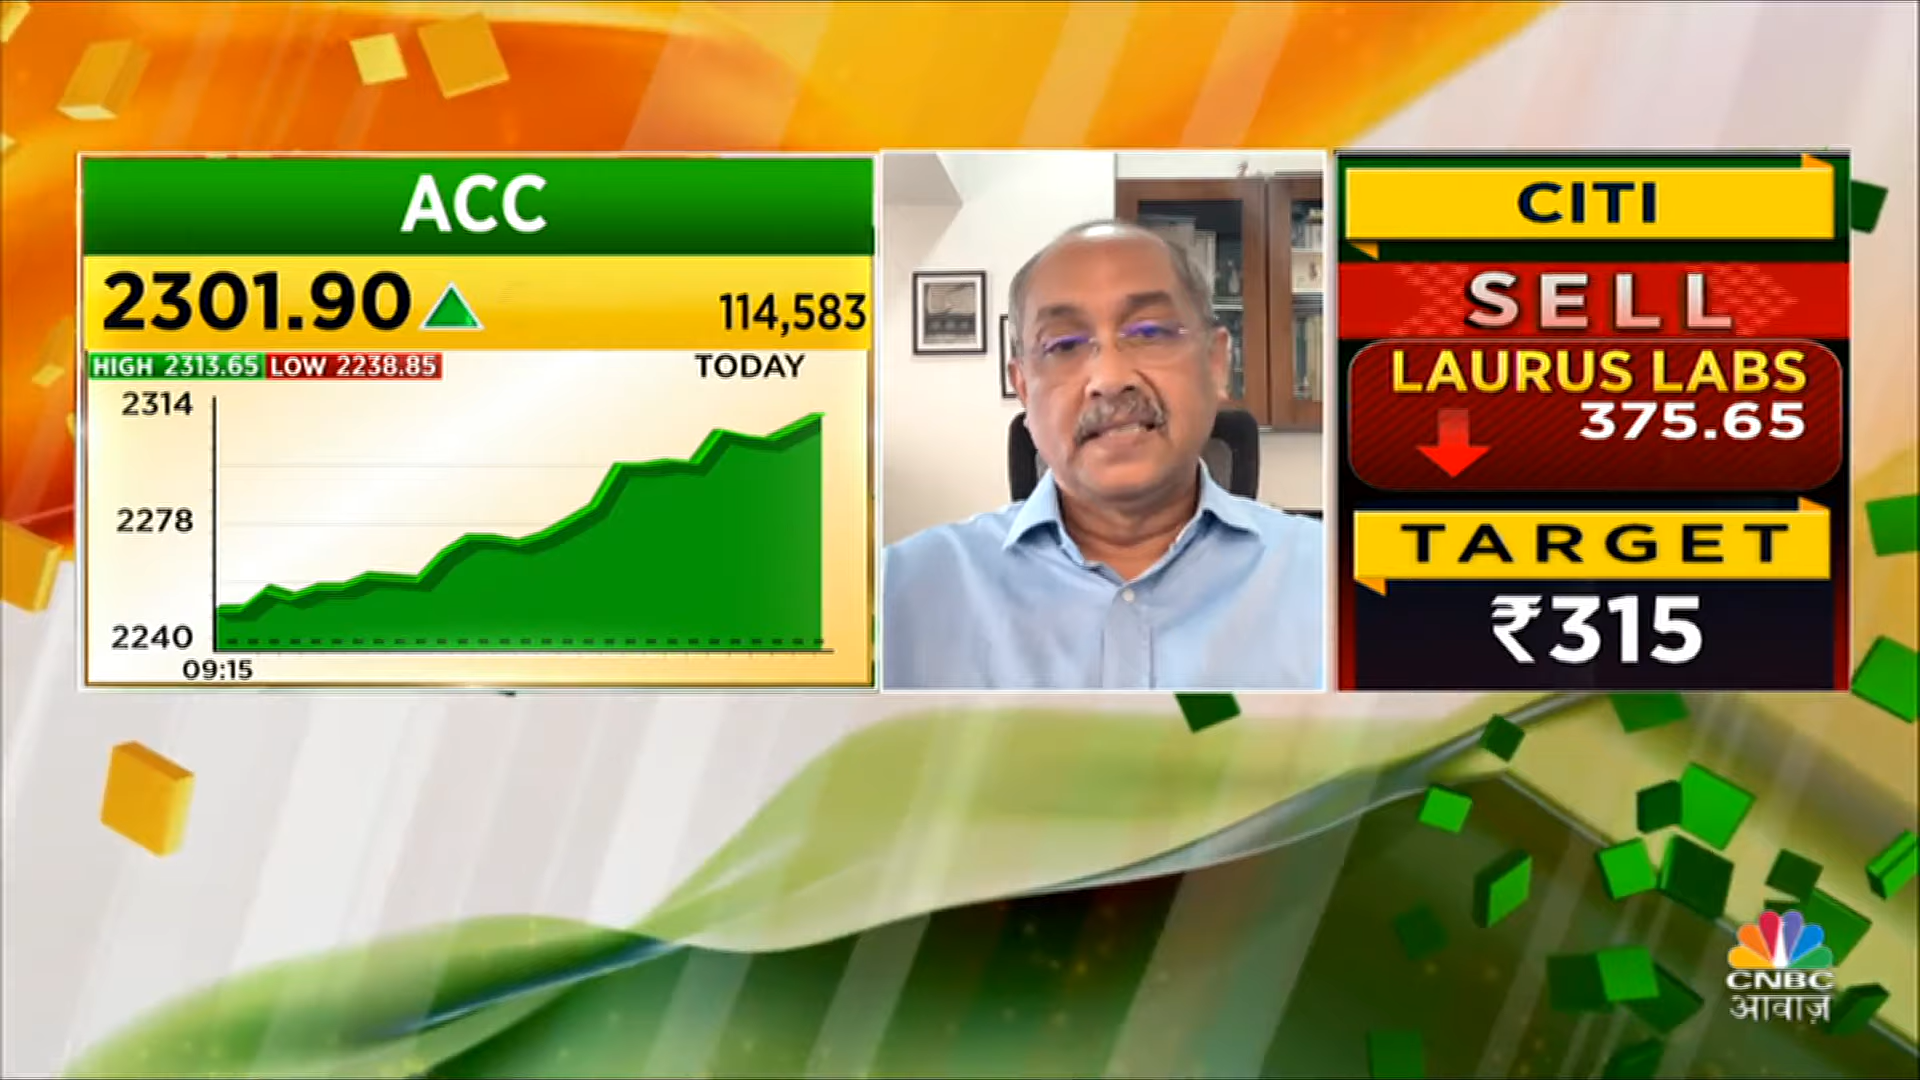 ACC
2301.90
114,583
HIGH 2313.65 LOW 2238.85
TODAY
2314
2278
2240
09:15
CITI
SELL
LAURUS LABS
375.65
TARGET
₹315
CNBC
आवाज़